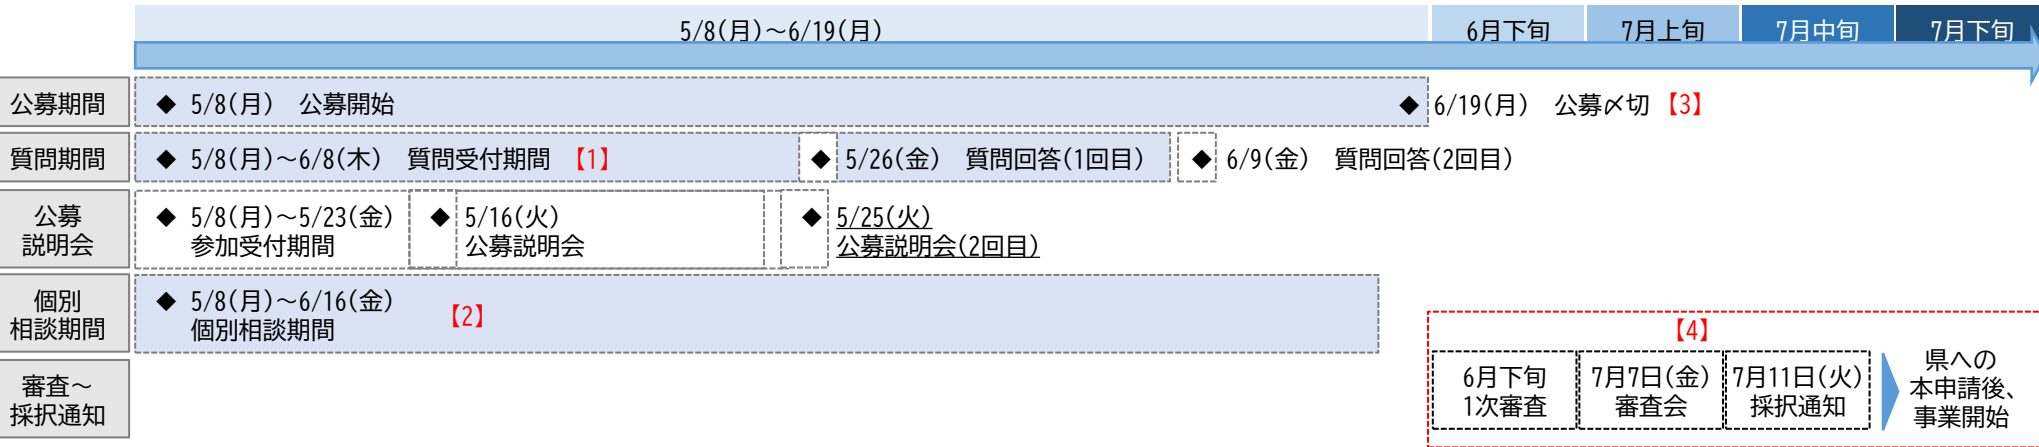 5/8(月)～6/19(月)
6月下旬
7月上旬
7月中旬
7月下旬
公募期間
◆ 5/8(月) 公募開始
◆ 6/19(月) 公募〆切 【3】
質問期間
◆ 5/8(月)～6/8(木) 質問受付期間 【1】
◆ 5/26(金) 質問回答(1回目)
◆ 6/9(金) 質問回答(2回目)
公募
説明会
◆ 5/8(月)～5/23(金)
参加受付期間
◆ 5/16(火)
公募説明会
◆ 5/25(火)
公募説明会(2回目)
個別
相談期間
◆ 5/8(月)～6/16(金)
個別相談期間
【2】
審査～
採択通知
【4】
6月下旬
1次審査
7月7日(金)
審査会
7月11日(火)
採択通知
県への
本申請後、
事業開始